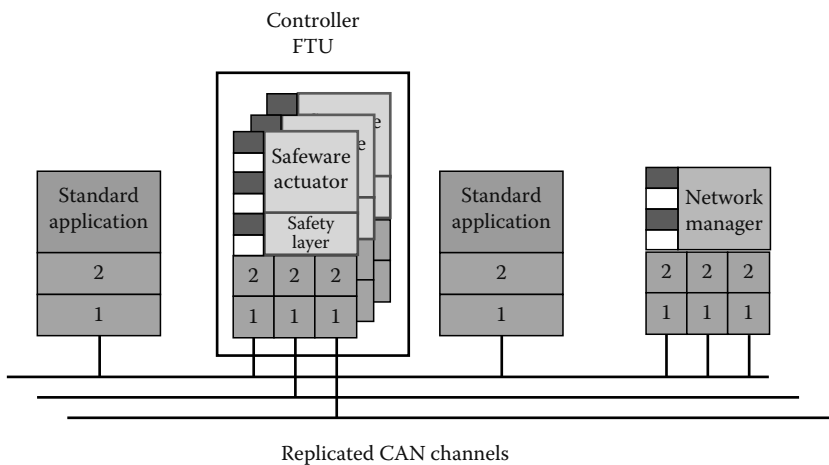 Controller
FTU
Standard
application
2
1
e
e
Safeware
actuator
Safety
layer
2 2 2
1 1 1
Standard
application
2
1
Network
manager
2 2 2
1 1 1
Replicated CAN channels